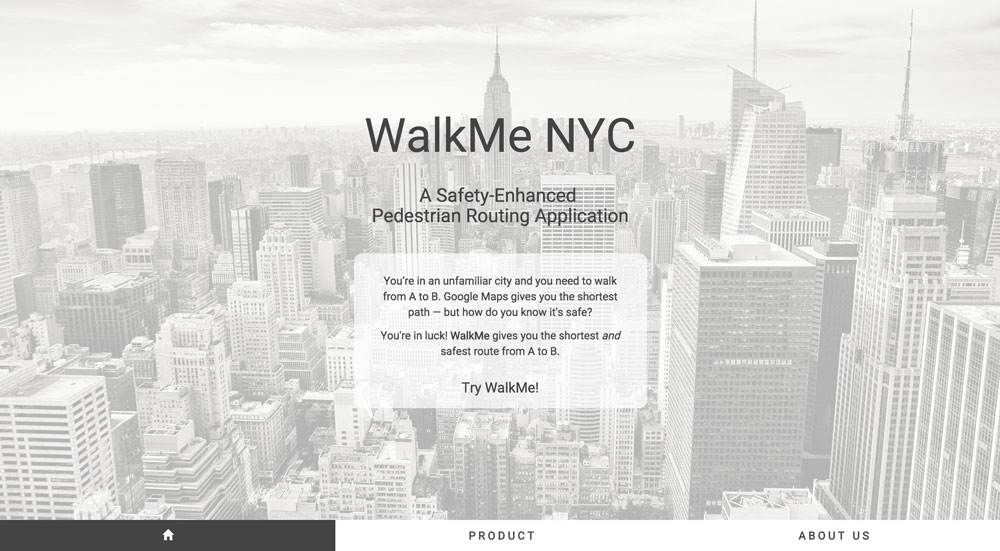 WalkMe NYC
A Safety-Enhanced
Pedestrian Routing Application
You’re in an unfamiliar city and you need to walk
from A to B. Google Maps gives you the shortest
path — but how do you know it's safe?
You're in luck! WalkMe gives you the shortest and
safest route from A to B.
Try WalkMe!
PRODUCT
ABOUT US